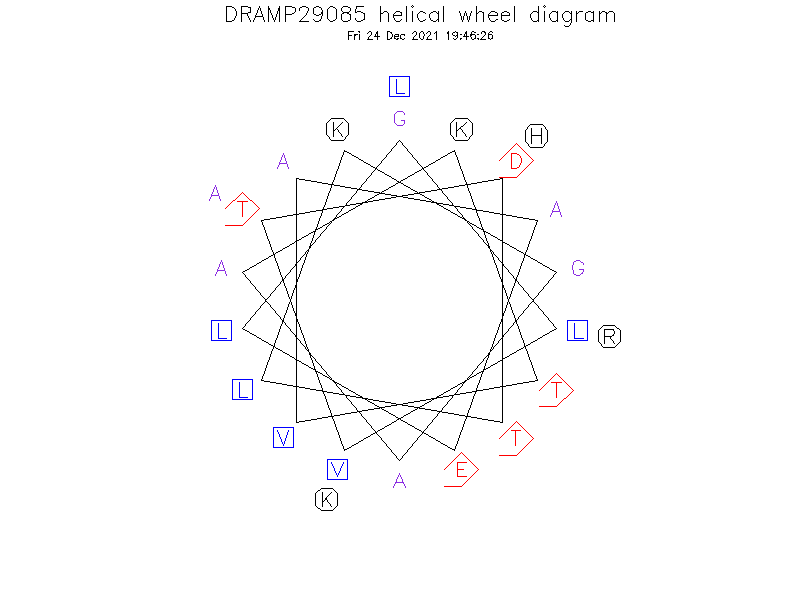 DRAMP29085 helical wheel diagram
Fri 24 Dec 2021 19:46:26
L
G
K K
H
A D
A T A
A G
L L R
L T
V T
V E
A
K